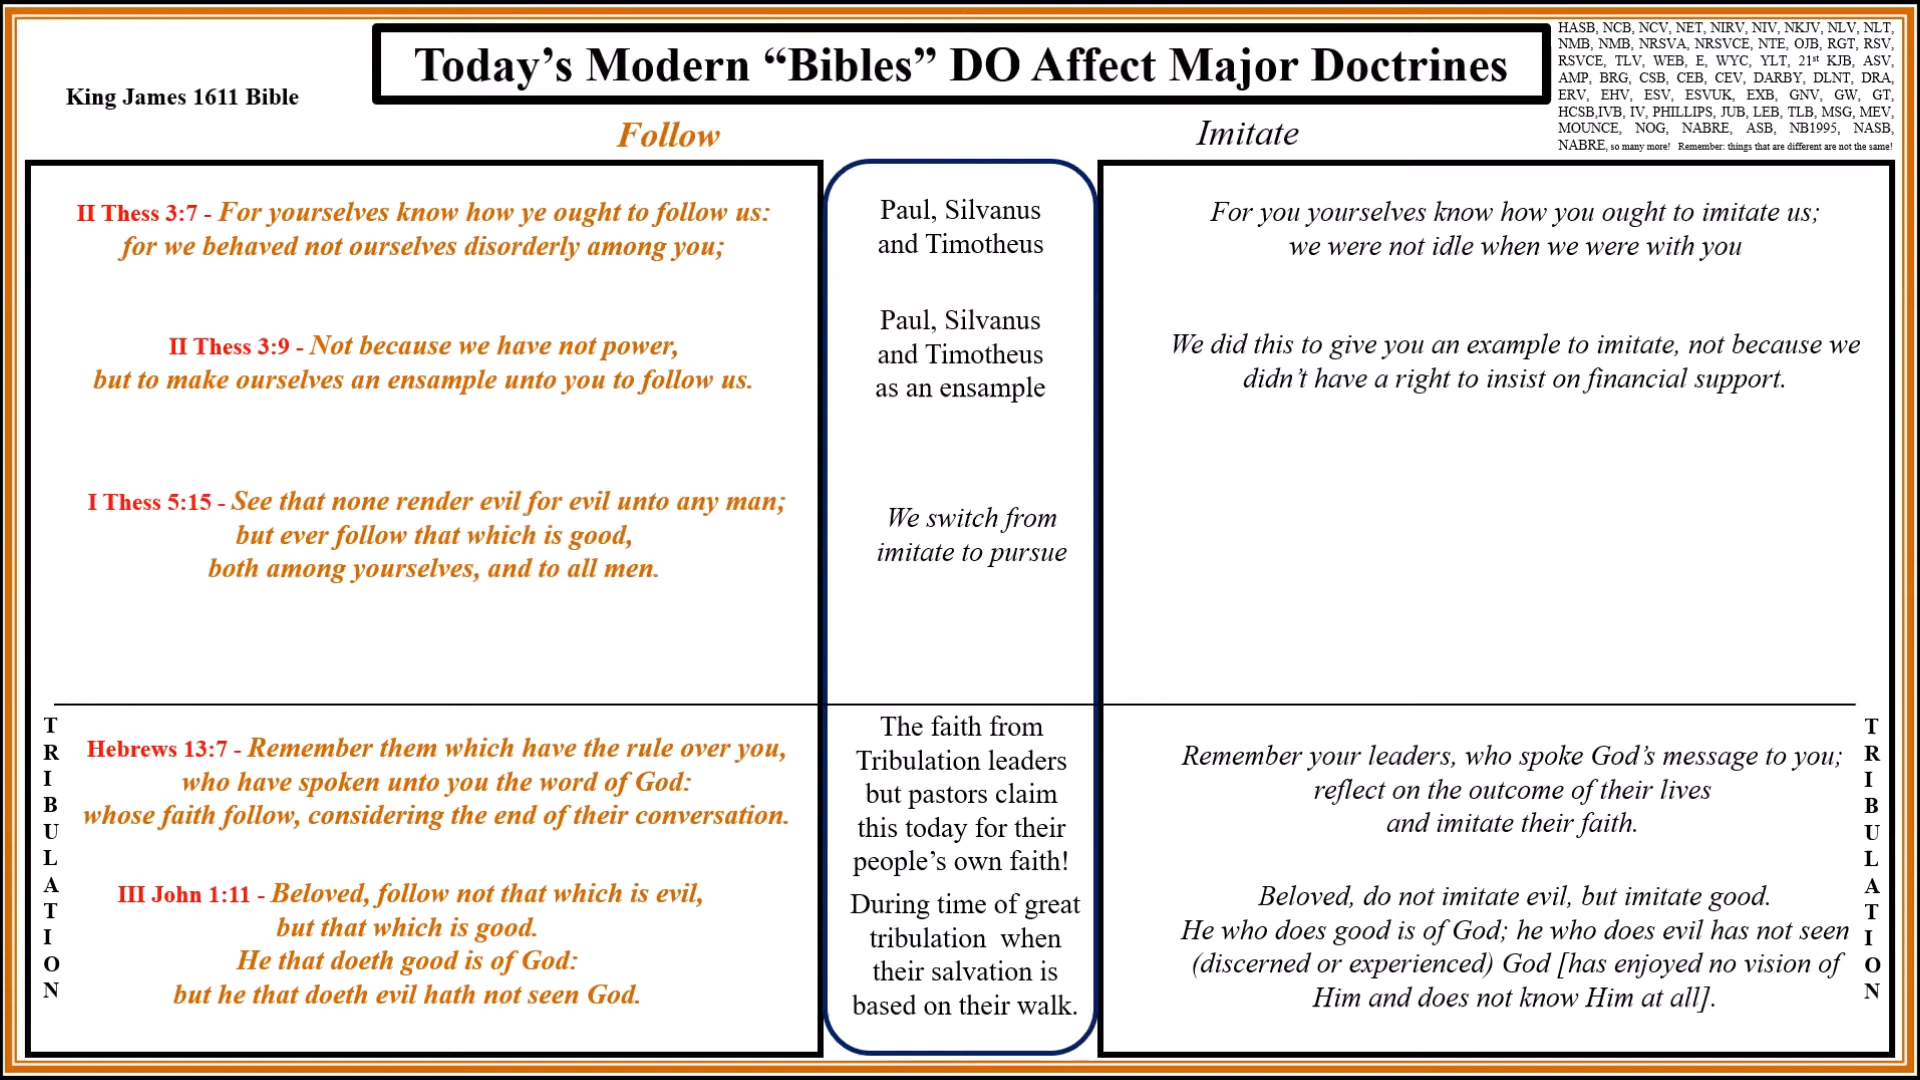 King James 1611 Bible
Today’s Modern “Bibles” DO Affect Major Doctrines
HASB, NCB, NCV, NET, NIRV, NIV, NKJV, NLV, NLT,
NMB, NMB, NRSVA, NRSVCE, NTE, OJB, RGT, RSV,
RSVCE, TLV, WEB, E, WYC, YLT, 21st KJB, ASV,
AMP, BRG, CSB, CEB, CEV, DARBY, DLNT, DRA,
ERV, EHV, ESV, ESVUK, EXB, GNV, GW, GT,
HCSB,IVB, IV, PHILLIPS, JUB, LEB, TLB, MSG, MEV,
MOUNCE, NOG, NABRE, ASB, NB1995, NASB,
NABRE, so many more! Remember: things that are different are not the same!
Follow
Imitate
II Thess 3:7 - For yourselves know how ye ought to follow us:
for we behaved not ourselves disorderly among you;
Paul, Silvanus
and Timotheus
For you yourselves know how you ought to imitate us;
we were not idle when we were with you
II Thess 3:9 - Not because we have not power,
but to make ourselves an ensample unto you to follow us.
Paul, Silvanus
and Timotheus
as an ensample
We did this to give you an example to imitate, not because we
didn’t have a right to insist on financial support.
I Thess 5:15 - See that none render evil for evil unto any man;
but ever follow that which is good,
both among yourselves, and to all men.
We switch from
imitate to pursue
TRIBULATION
Hebrews 13:7 - Remember them which have the rule over you,
who have spoken unto you the word of God:
whose faith follow, considering the end of their conversation.
The faith from
Tribulation leaders
but pastors claim
this today for their
people’s own faith!
Remember your leaders, who spoke God’s message to you;
reflect on the outcome of their lives
and imitate their faith.
III John 1:11 - Beloved, follow not that which is evil,
but that which is good.
He that doeth good is of God:
but he that doeth evil hath not seen God.
During time of great
tribulation when
their salvation is
based on their walk.
Beloved, do not imitate evil, but imitate good.
He who does good is of God; he who does evil has not seen
(discerned or experienced) God [has enjoyed no vision of
Him and does not know Him at all].
TRIBULATION